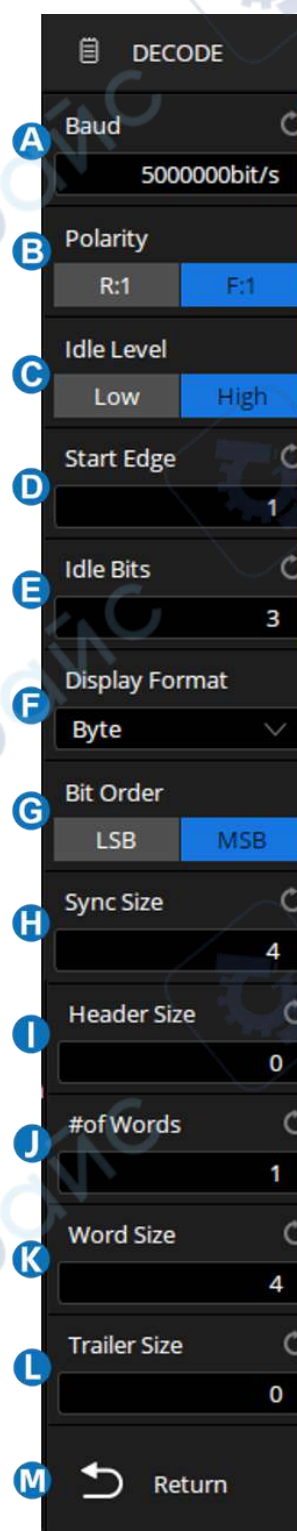 DECODE
A Baud
5000000bit/s
B Polarity
R:1 F:1
C Idle Level
Low High
D Start Edge
1
E Idle Bits
3
F Display Format
Byte
G Bit Order
LSB MSB
H Sync Size
4
I Header Size
0
J #of Words
1
K Word Size
4
L Trailer Size
0
M Return